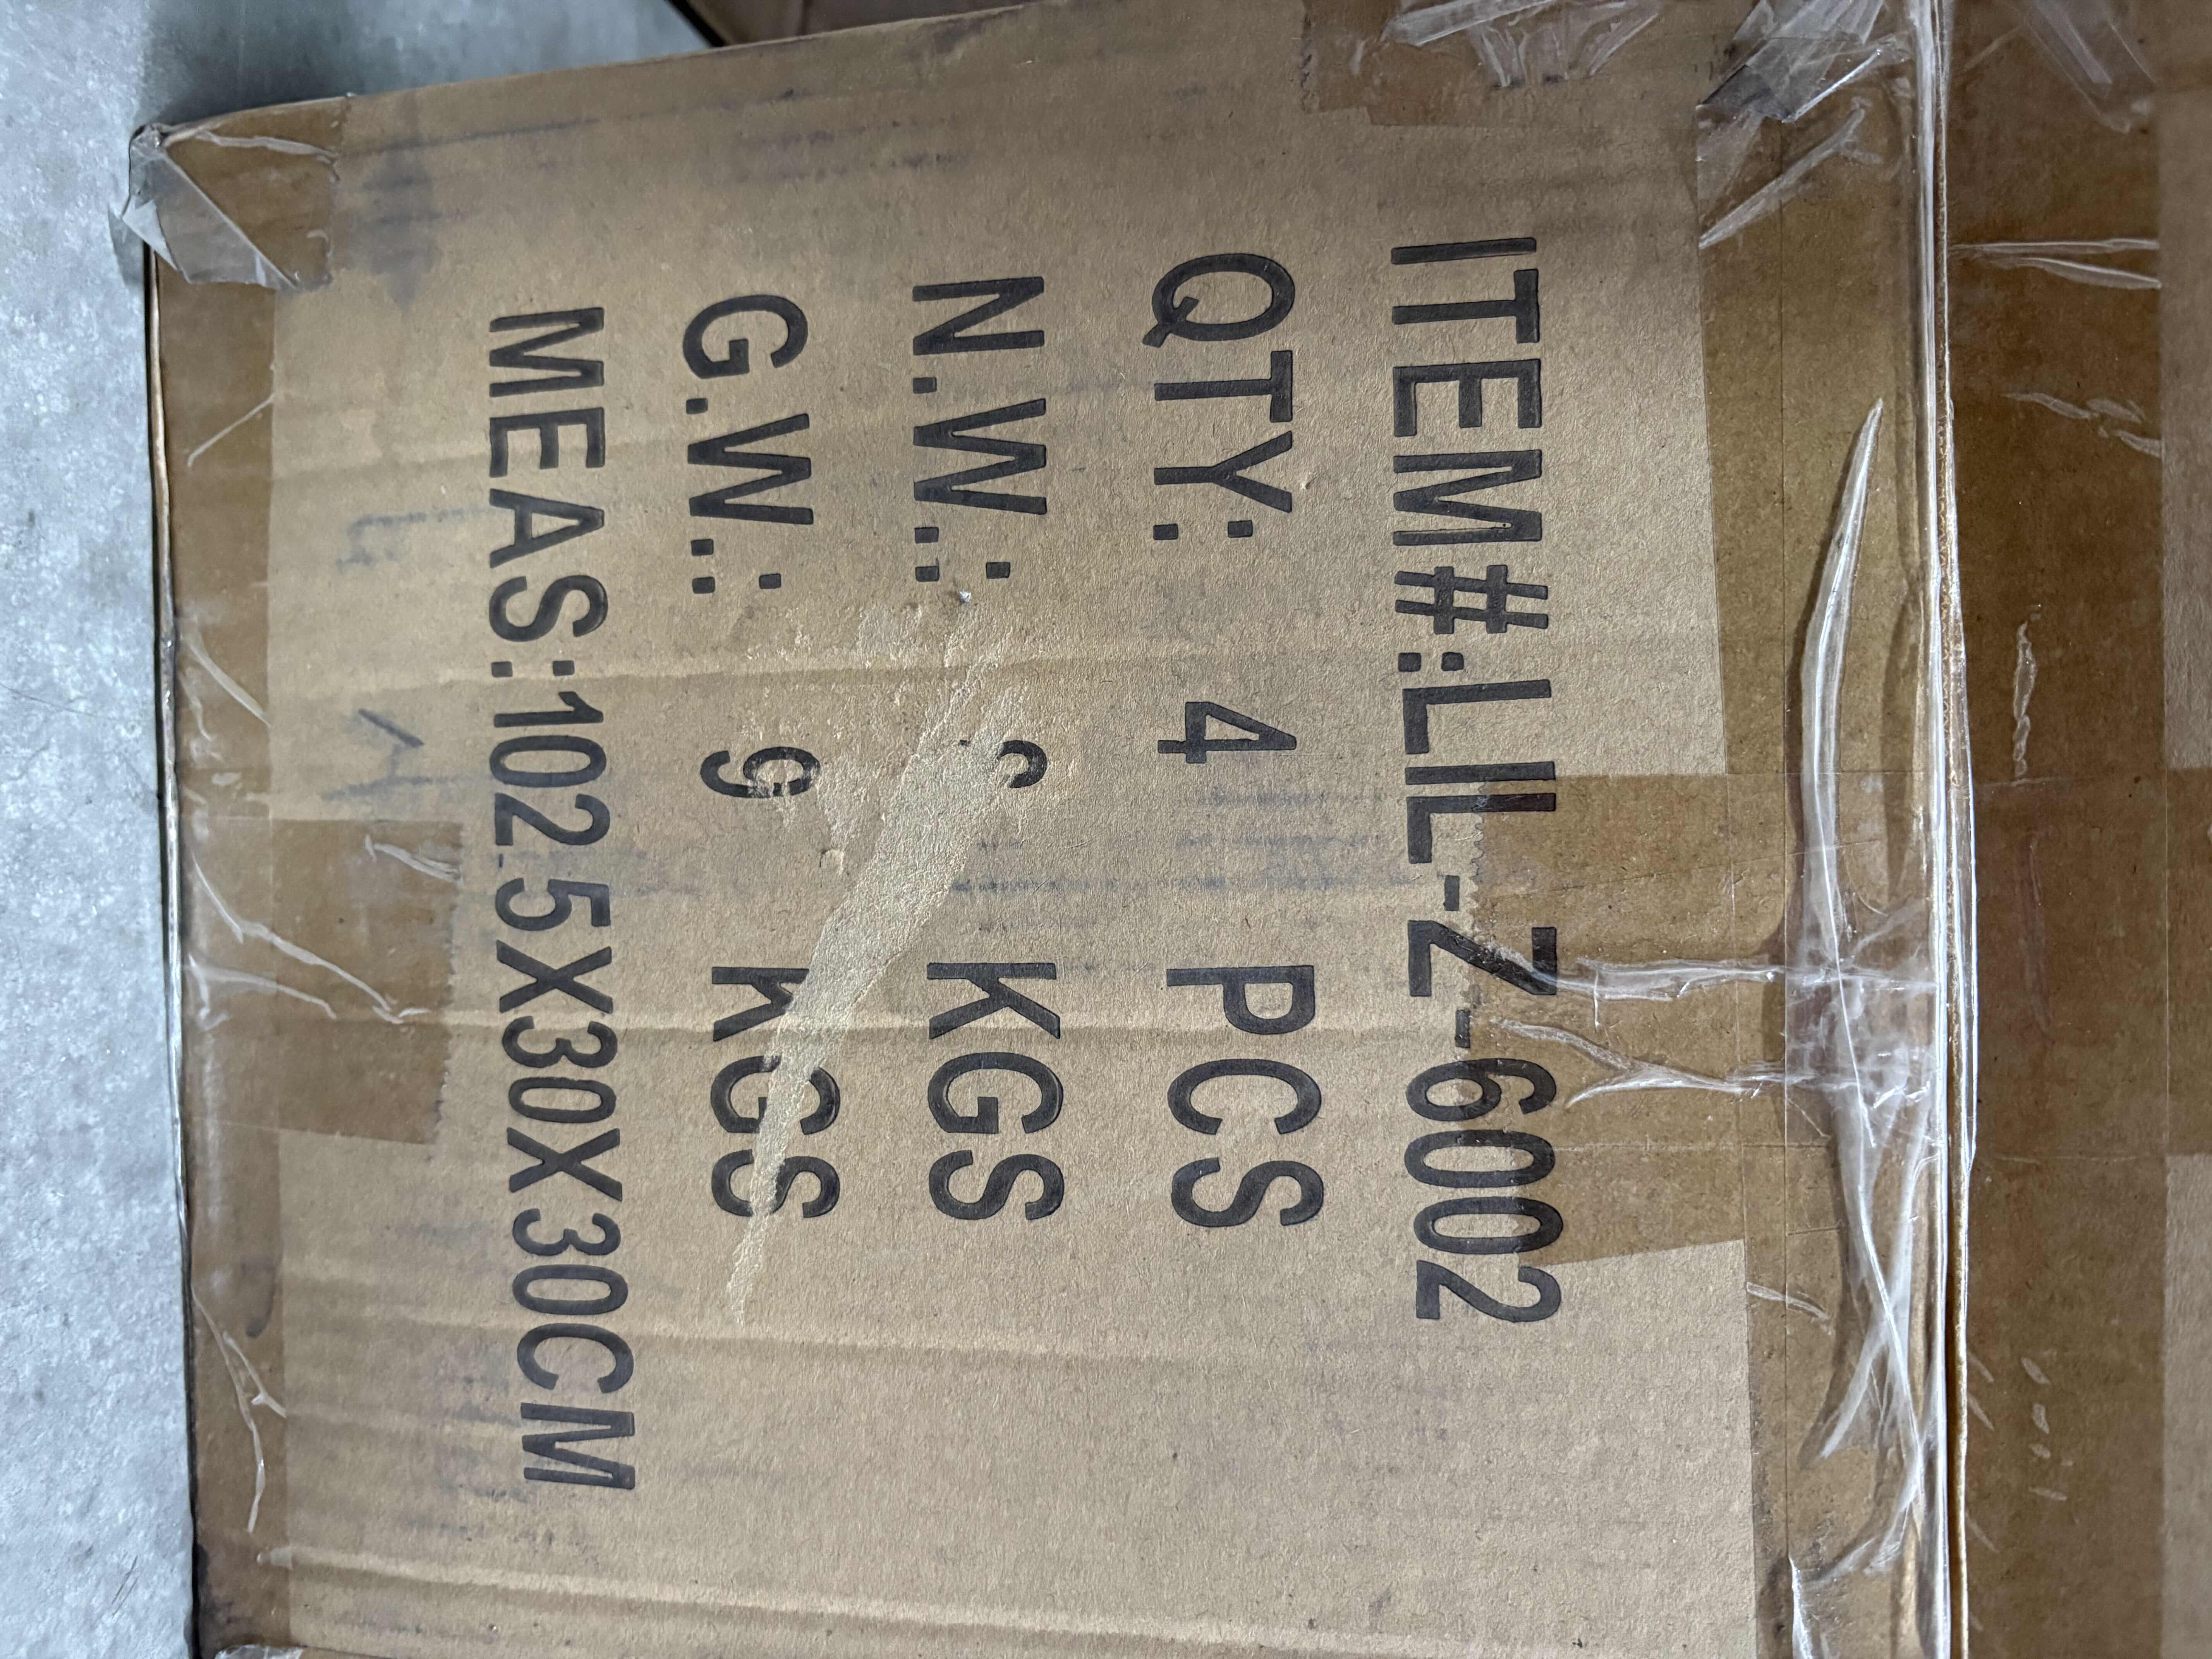 ITEM#:LIL-Z-6002
QTY: 4 PCS
N.W.: KGS
G.W.: 9 KGS
MEAS:102.5X30X30CM